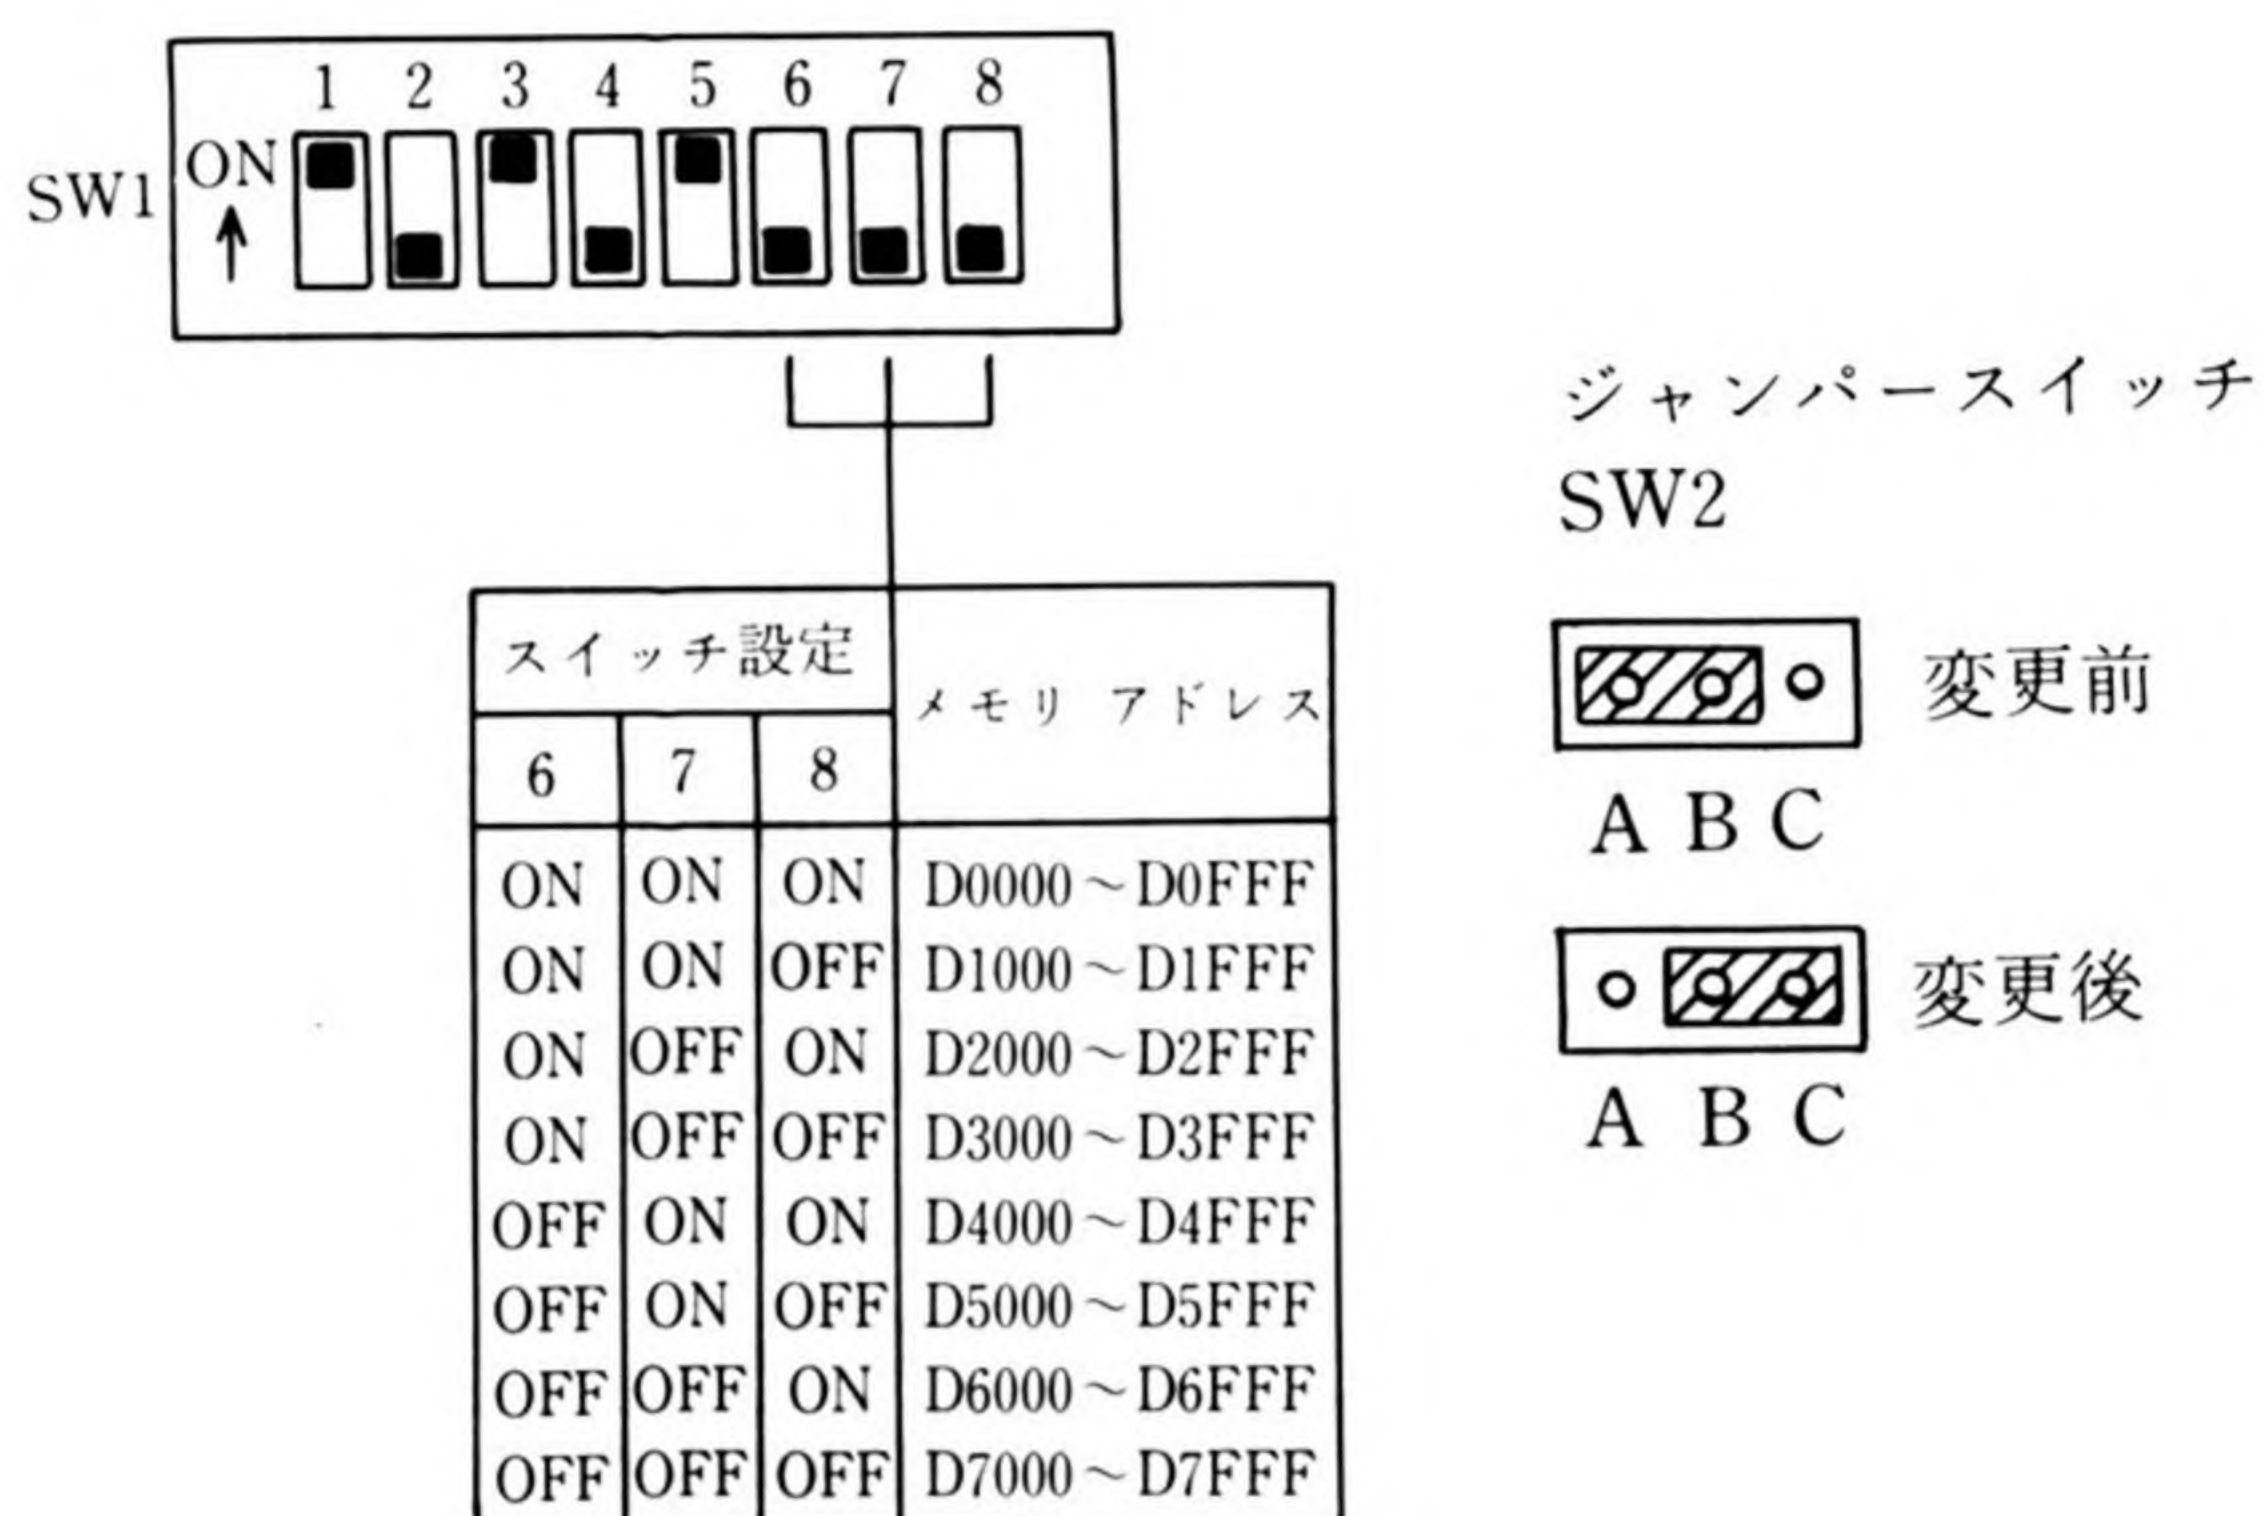 1 2 3 4 5 6 7 8
ON
SW1
スイッチ設定
メモリ アドレス
6 7 8
ON ON ON D0000～D0FFF
ON ON OFF D1000～D1FFF
ON OFF ON D2000～D2FFF
ON OFF OFF D3000～D3FFF
OFF ON ON D4000～D4FFF
OFF ON OFF D5000～D5FFF
OFF OFF ON D6000～D6FFF
OFF OFF OFF D7000～D7FFF
ジャンパースイッチ
SW2
変更前
A B C
変更後
A B C